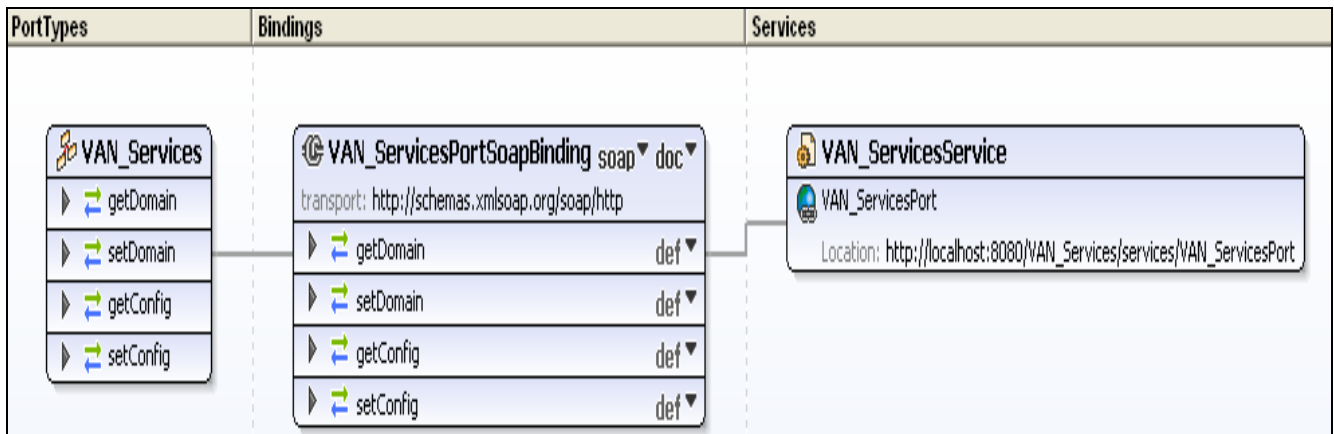 PortTypes
Bindings
Services
VAN_Services
getDomain
setDomain
getConfig
setConfig
VAN_ServicesPortSoapBinding soap doc
transport: http://schemas.xmlsoap.org/soap/http
getDomain def
setDomain def
getConfig def
setConfig def
VAN_ServicesService
VAN_ServicesPort
Location: http://localhost:8080/VAN_Services/services/VAN_ServicesPort